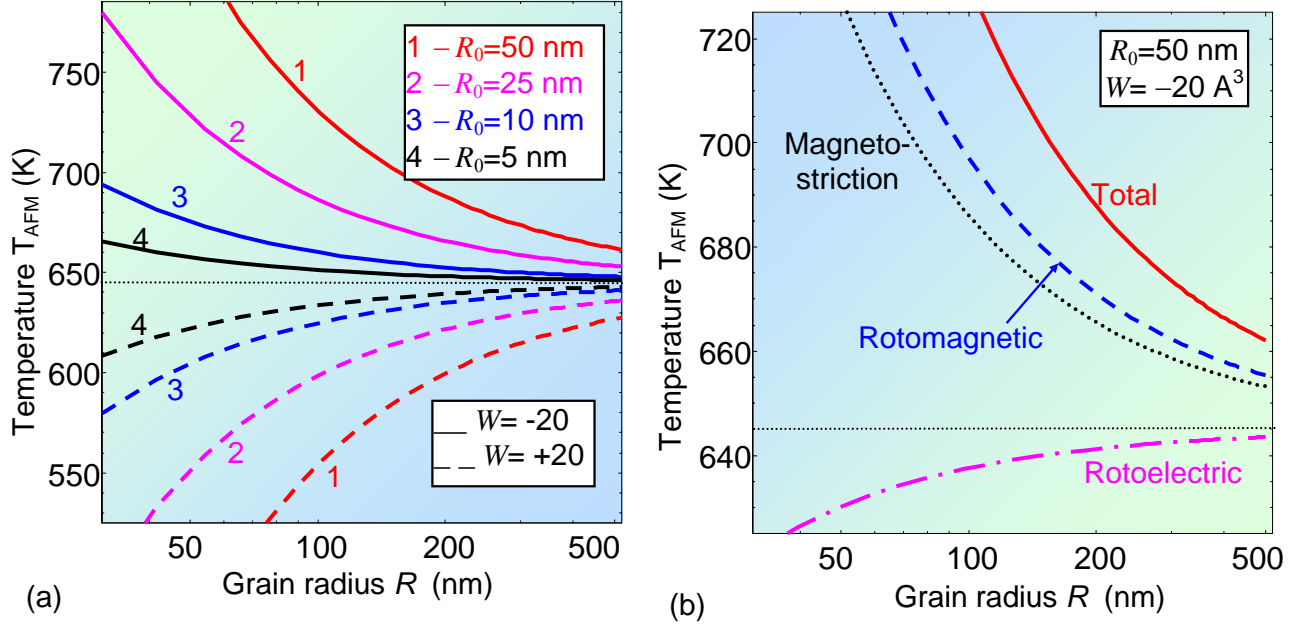 Temperature T_AFM (K)
750
700
650
600
550
1 – R₀=50 nm
2 – R₀=25 nm
3 – R₀=10 nm
4 – R₀=5 nm
1
2
3
4
4
3
2
1
__ W= -20
_ _ W= +20
50
100
200
500
Grain radius R (nm)
(a)
Temperature T_AFM (K)
720
700
680
660
640
R₀=50 nm
W= −20 A³
Magneto-
striction
Total
Rotomagnetic
Rotoelectric
50
100
200
500
Grain radius R (nm)
(b)